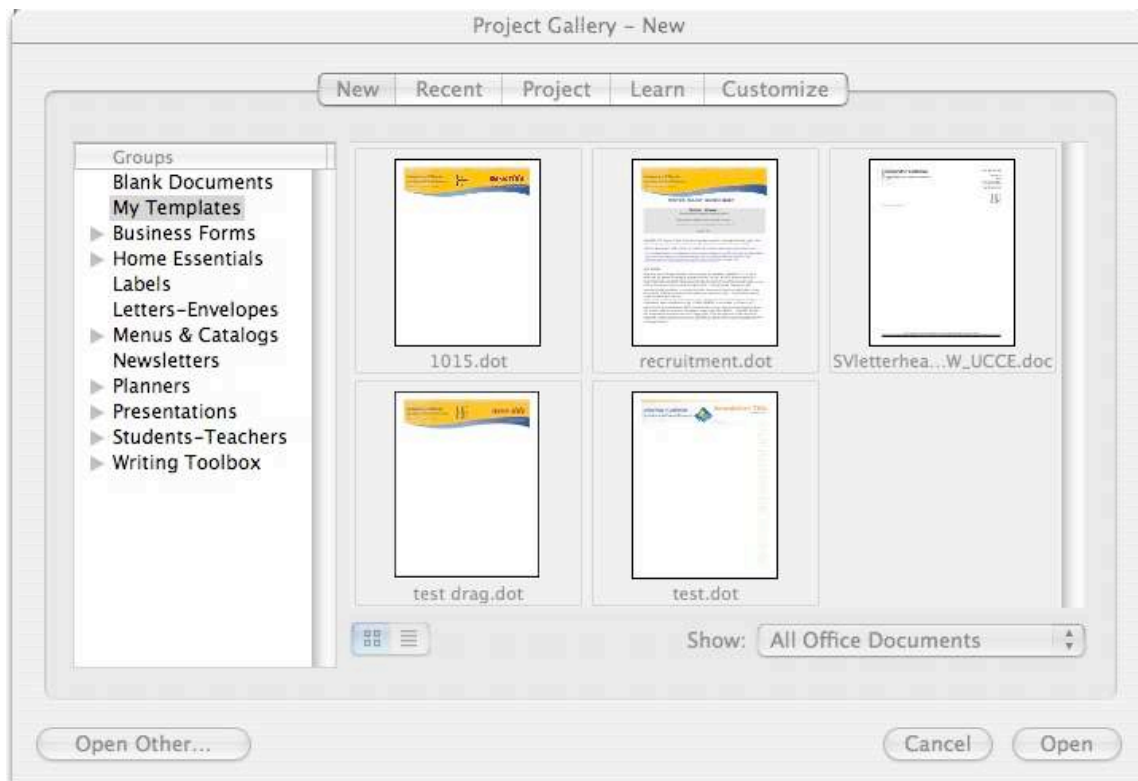 Project Gallery – New
New Recent Project Learn Customize
Groups
Blank Documents
My Templates
Business Forms
Home Essentials
Labels
Letters-Envelopes
Menus & Catalogs
Newsletters
Planners
Presentations
Students-Teachers
Writing Toolbox
1015.dot
recruitment.dot
SVletterhea...W_UCCE.doc
test drag.dot
test.dot
Show: All Office Documents
Open Other...
Cancel
Open